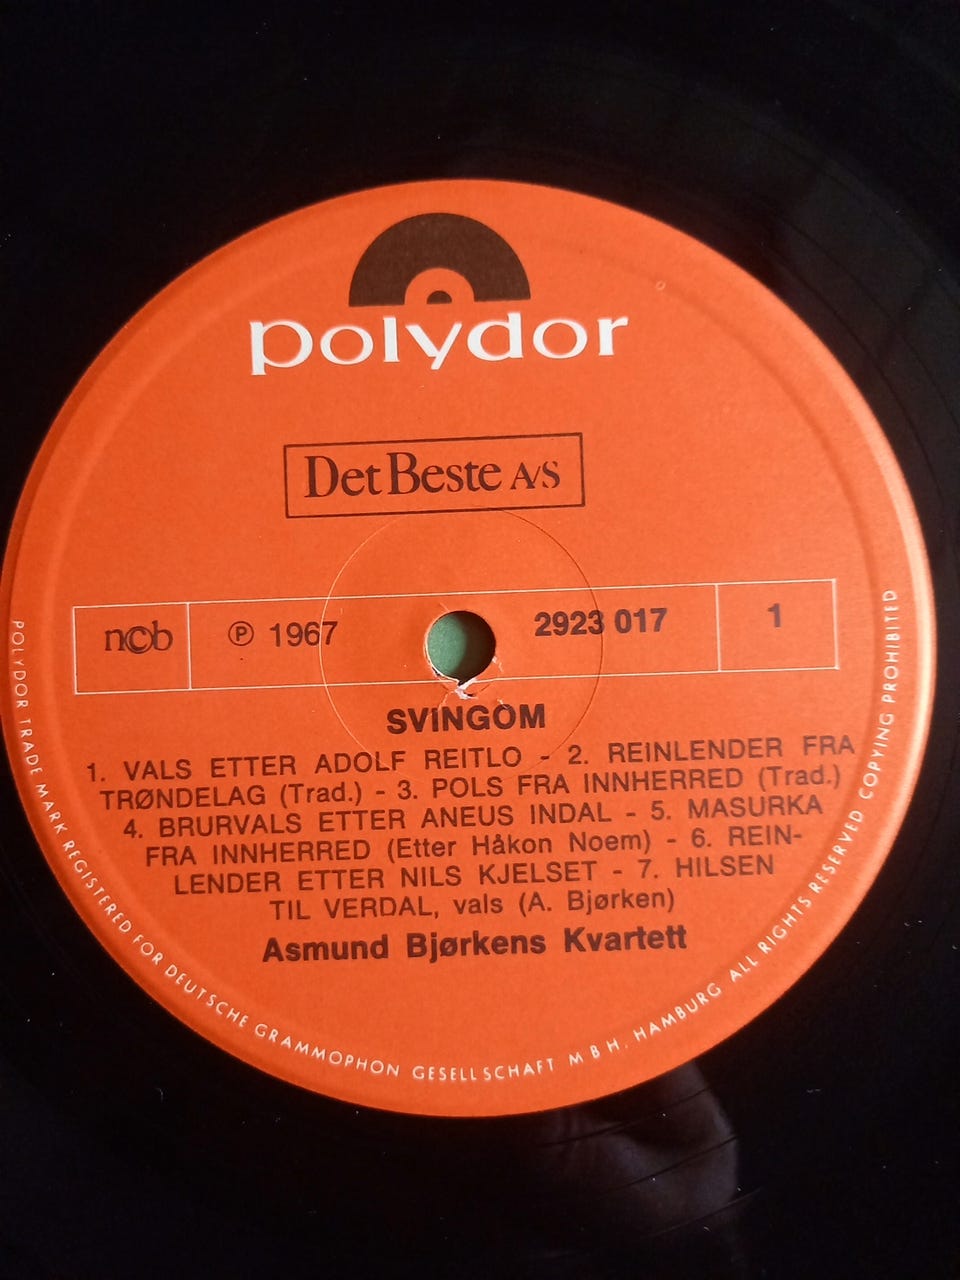 polydor
Det Beste A/S
ncb ℗ 1967 2923 017 1
SVINGOM
1. VALS ETTER ADOLF REITLO - 2. REINLENDER FRA
TRØNDELAG (Trad.) - 3. POLS FRA INNHERRED (Trad.)
4. BRURVALS ETTER ANEUS INDAL - 5. MASURKA
FRA INNHERRED (Etter Håkon Noem) - 6. REIN-
LENDER ETTER NILS KJELSET - 7. HILSEN
TIL VERDAL, vals (A. Bjørken)
Asmund Bjørkens Kvartett
POLYDOR TRADE MARK REGISTERED FOR DEUTSCHE GRAMMOPHON GESELLSCHAFT M B H, HAMBURG ALL RIGHTS RESERVED COPYING PROHIBITED